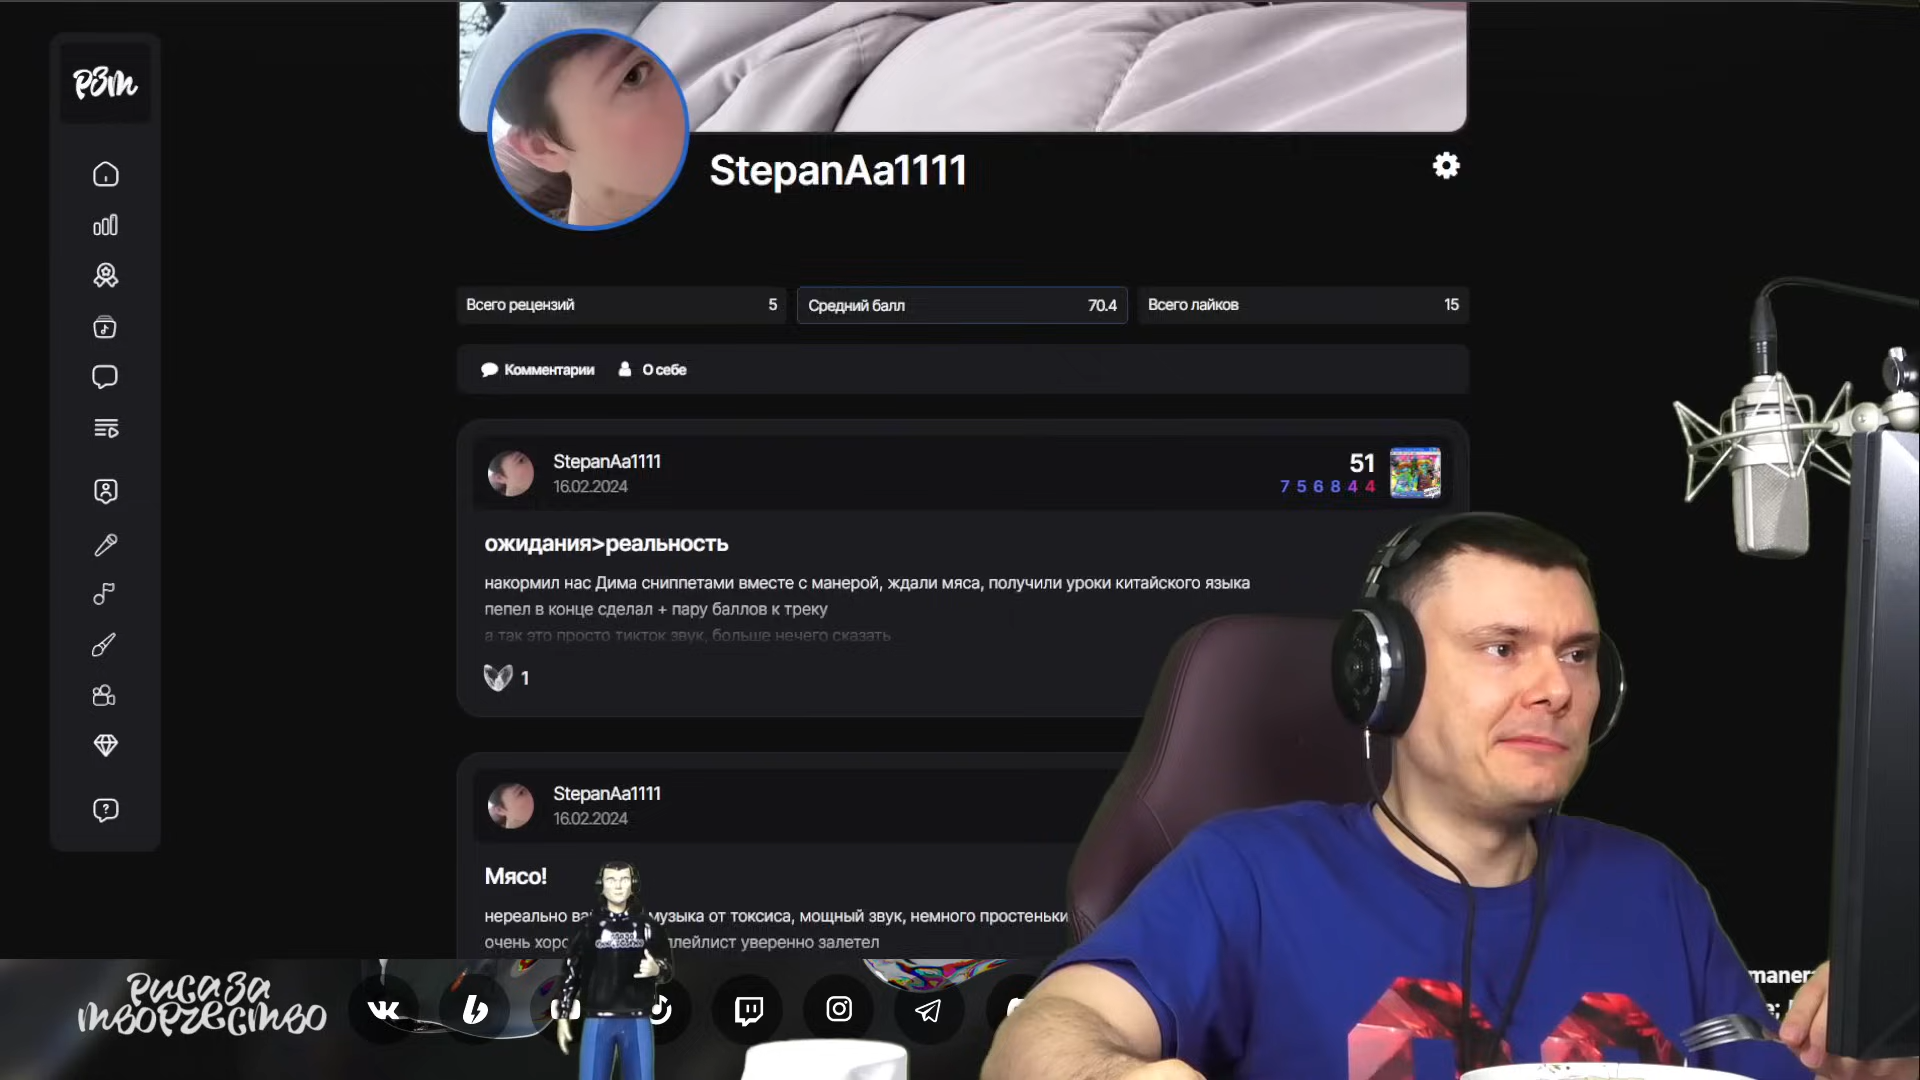 РЗТ
StepanAa1111
Всего рецензий 5
Средний балл 70.4
Всего лайков 15
Комментарии О себе
StepanAa1111
16.02.2024
51
7 5 6 8 4 4
ожидания>реальность
накормил нас Дима сниппетами вместе с манерой, ждали мяса, получили уроки китайского языка
пепел в конце сделал + пару баллов к треку
а так это просто тикток звук, больше нечего сказать
1
StepanAa1111
16.02.2024
Мясо!
нереально музыка от токсиса, мощный звук, немного простеньки
очень уверенно залетел
риса за
творчество